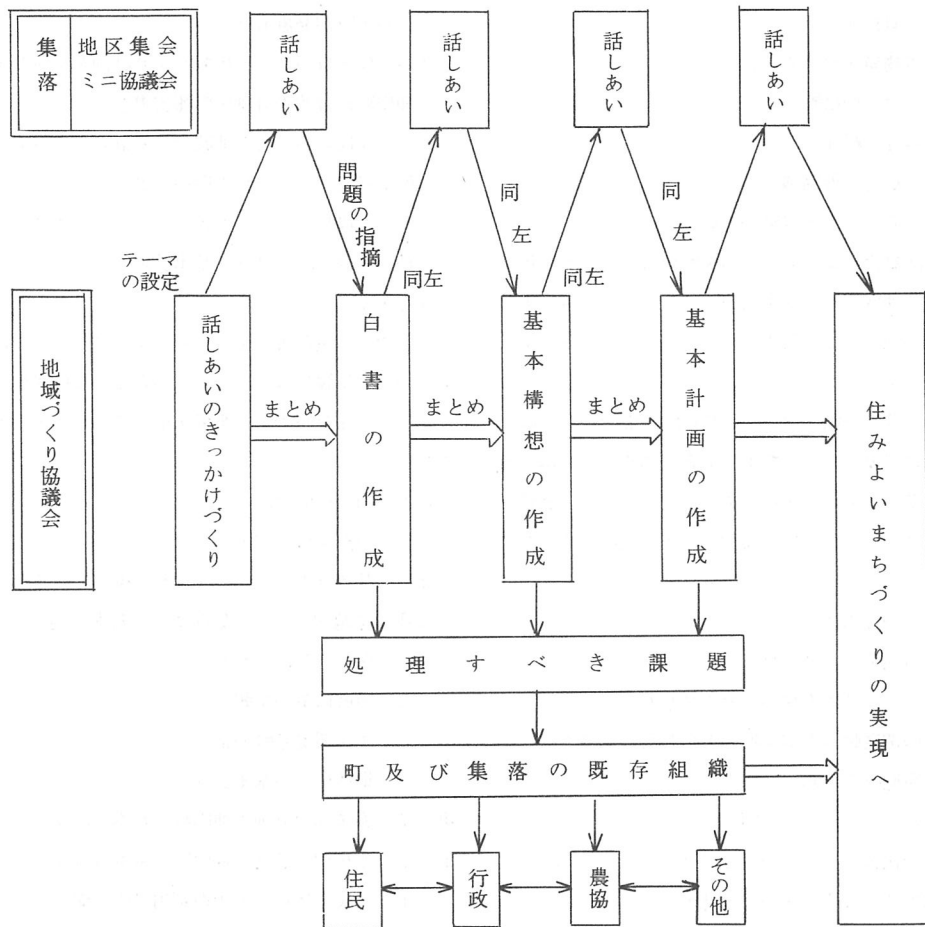 集落
地区集会
ミニ協議会
話しあい
話しあい
話しあい
話しあい
問題の指摘
同左
同左
テーマ
の設定
同左
同左
地域づくり協議会
話しあいのきっかけづくり
まとめ
白書の作成
まとめ
基本構想の作成
まとめ
基本計画の作成
住みよいまちづくりの実現へ
処理すべき課題
町及び集落の既存組織
住民
行政
農協
その他